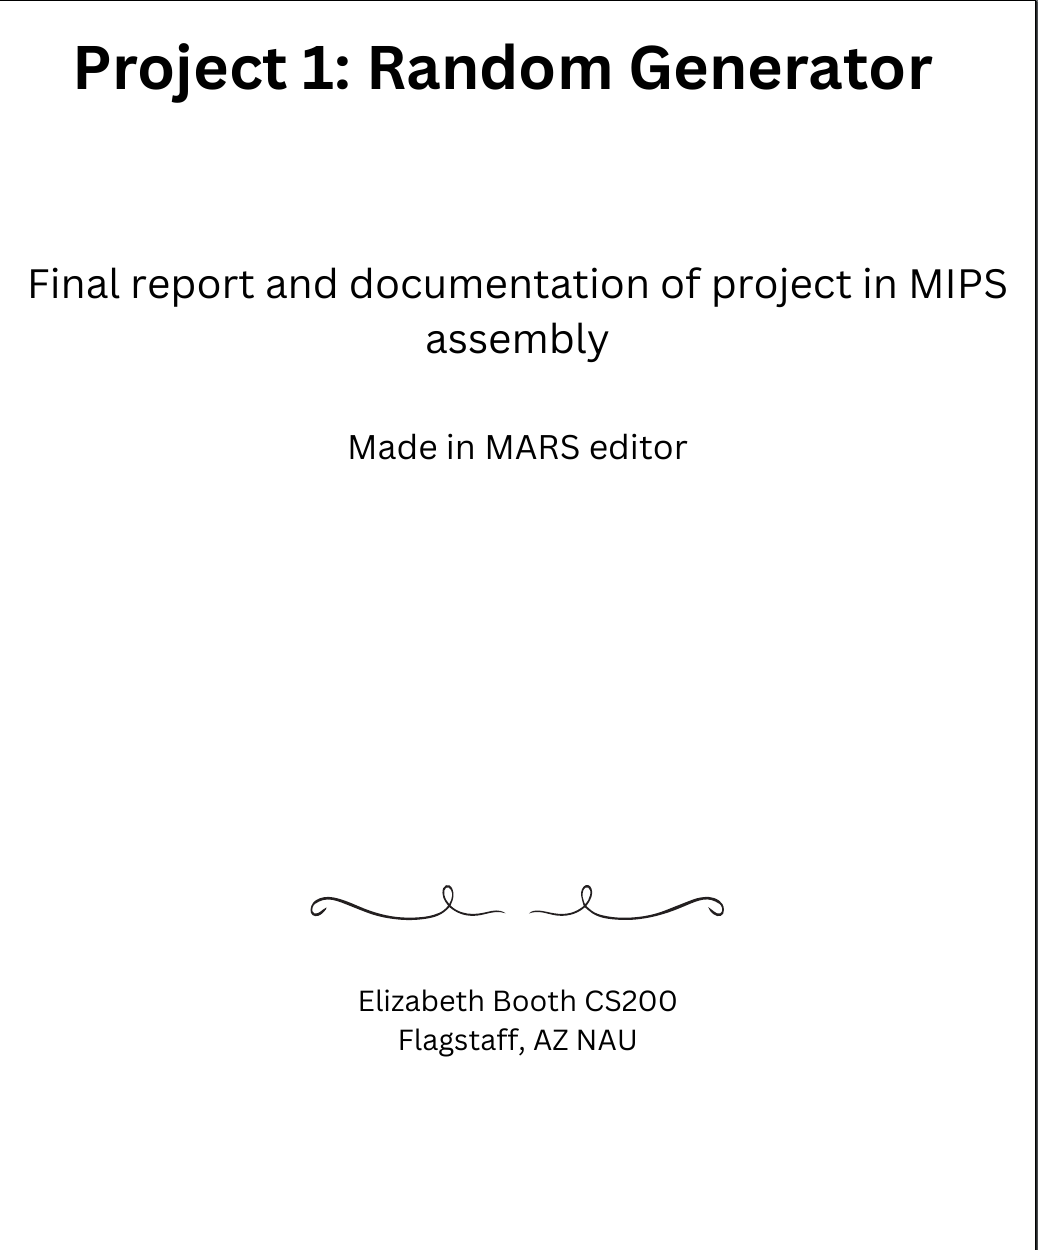 Project 1: Random Generator
Final report and documentation of project in MIPS
assembly
Made in MARS editor
Elizabeth Booth CS200
Flagstaff, AZ NAU